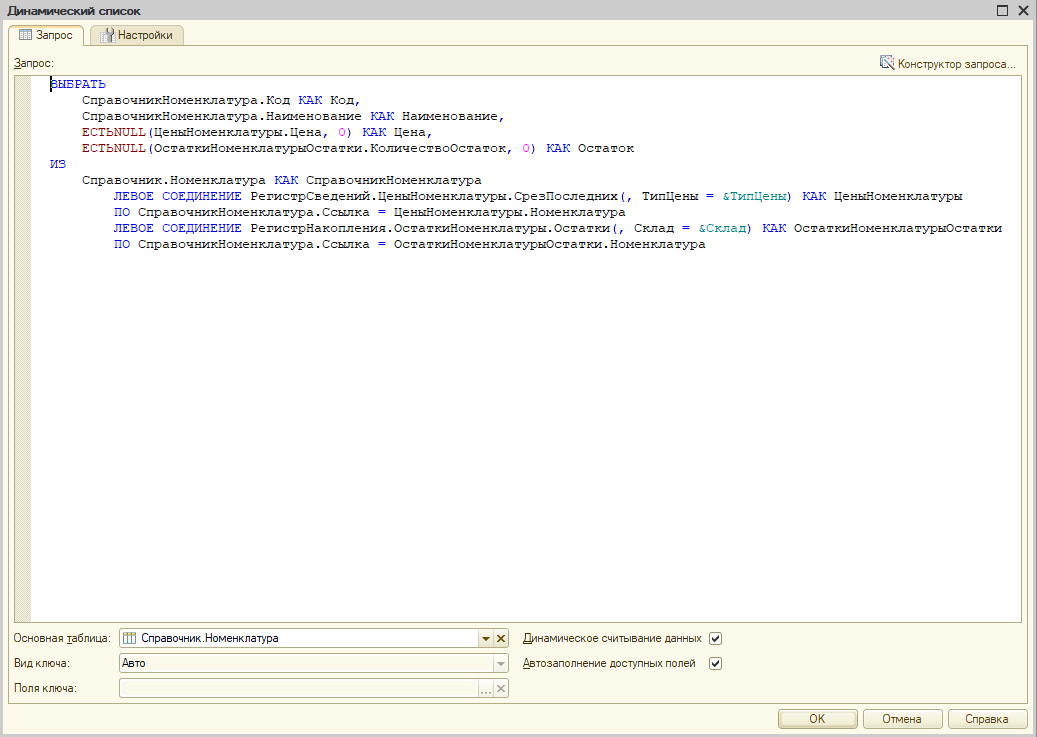 Динамический список
Запрос
Настройки
Запрос:
Конструктор запроса...
ВЫБРАТЬ
СправочникНоменклатура.Код КАК Код,
СправочникНоменклатура.Наименование КАК Наименование,
ЕСТЬNULL(ЦеныНоменклатуры.Цена, 0) КАК Цена,
ЕСТЬNULL(ОстаткиНоменклатурыОстатки.КоличествоОстаток, 0) КАК Остаток
ИЗ
Справочник.Номенклатура КАК СправочникНоменклатура
ЛЕВОЕ СОЕДИНЕНИЕ РегистрСведений.ЦеныНоменклатуры.СрезПоследних(, ТипЦены = &ТипЦены) КАК ЦеныНоменклатуры
ПО СправочникНоменклатура.Ссылка = ЦеныНоменклатуры.Номенклатура
ЛЕВОЕ СОЕДИНЕНИЕ РегистрНакопления.ОстаткиНоменклатуры.Остатки(, Склад = &Склад) КАК ОстаткиНоменклатурыОстатки
ПО СправочникНоменклатура.Ссылка = ОстаткиНоменклатурыОстатки.Номенклатура
Основная таблица: Справочник.Номенклатура Динамическое считывание данных
Вид ключа: Авто Автозаполнение доступных полей
Поля ключа: ...
OK Отмена Справка